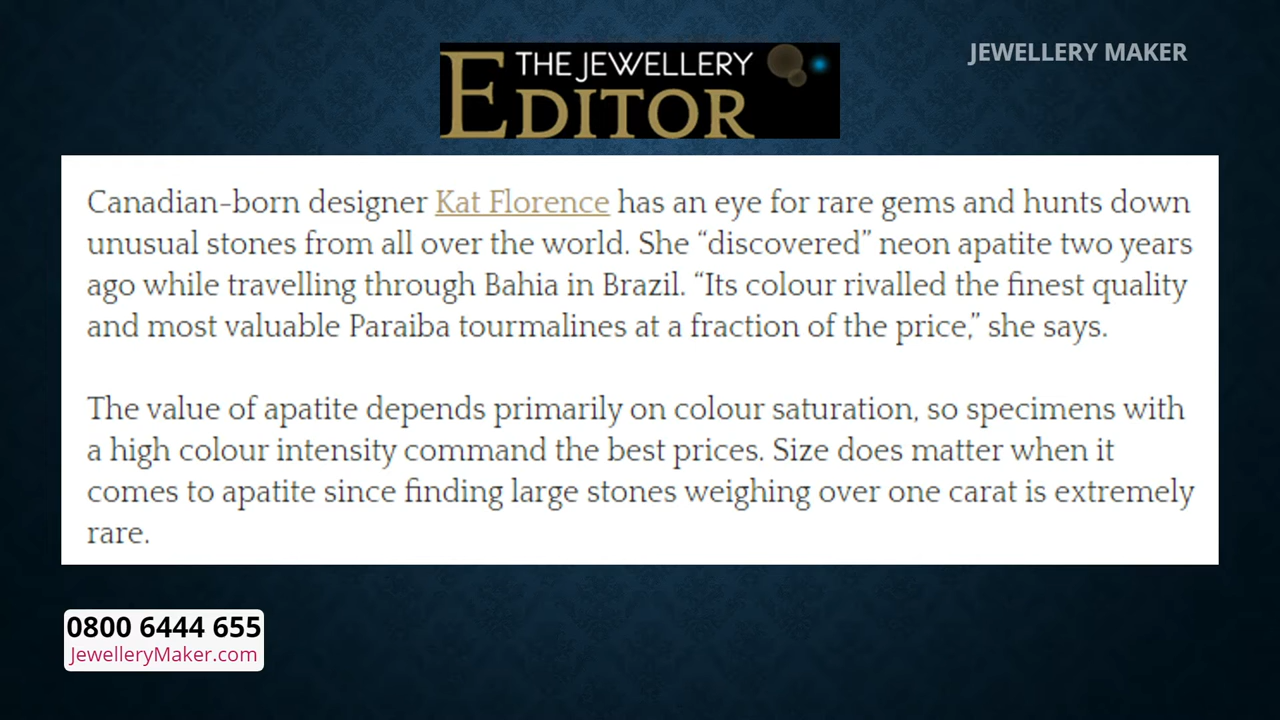 JEWELLERY MAKER
THE JEWELLERY
EDITOR
Canadian-born designer Kat Florence has an eye for rare gems and hunts down
unusual stones from all over the world. She “discovered” neon apatite two years
ago while travelling through Bahia in Brazil. “Its colour rivalled the finest quality
and most valuable Paraiba tourmalines at a fraction of the price,” she says.
The value of apatite depends primarily on colour saturation, so specimens with
a high colour intensity command the best prices. Size does matter when it
comes to apatite since finding large stones weighing over one carat is extremely
rare.
0800 6444 655
JewelleryMaker.com